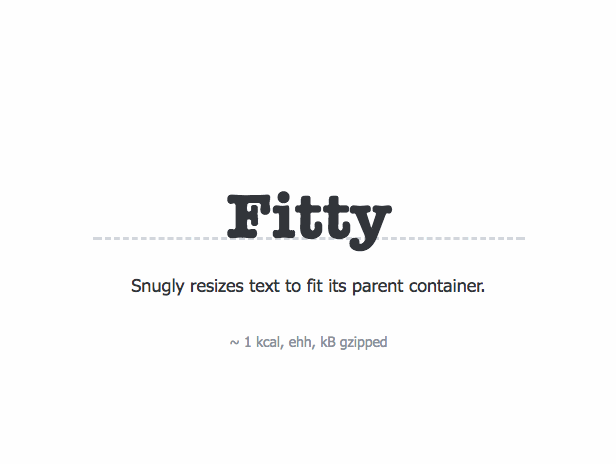 Fitty
Snugly resizes text to fit its parent container.
~ 1 kcal, ehh, kB gzipped